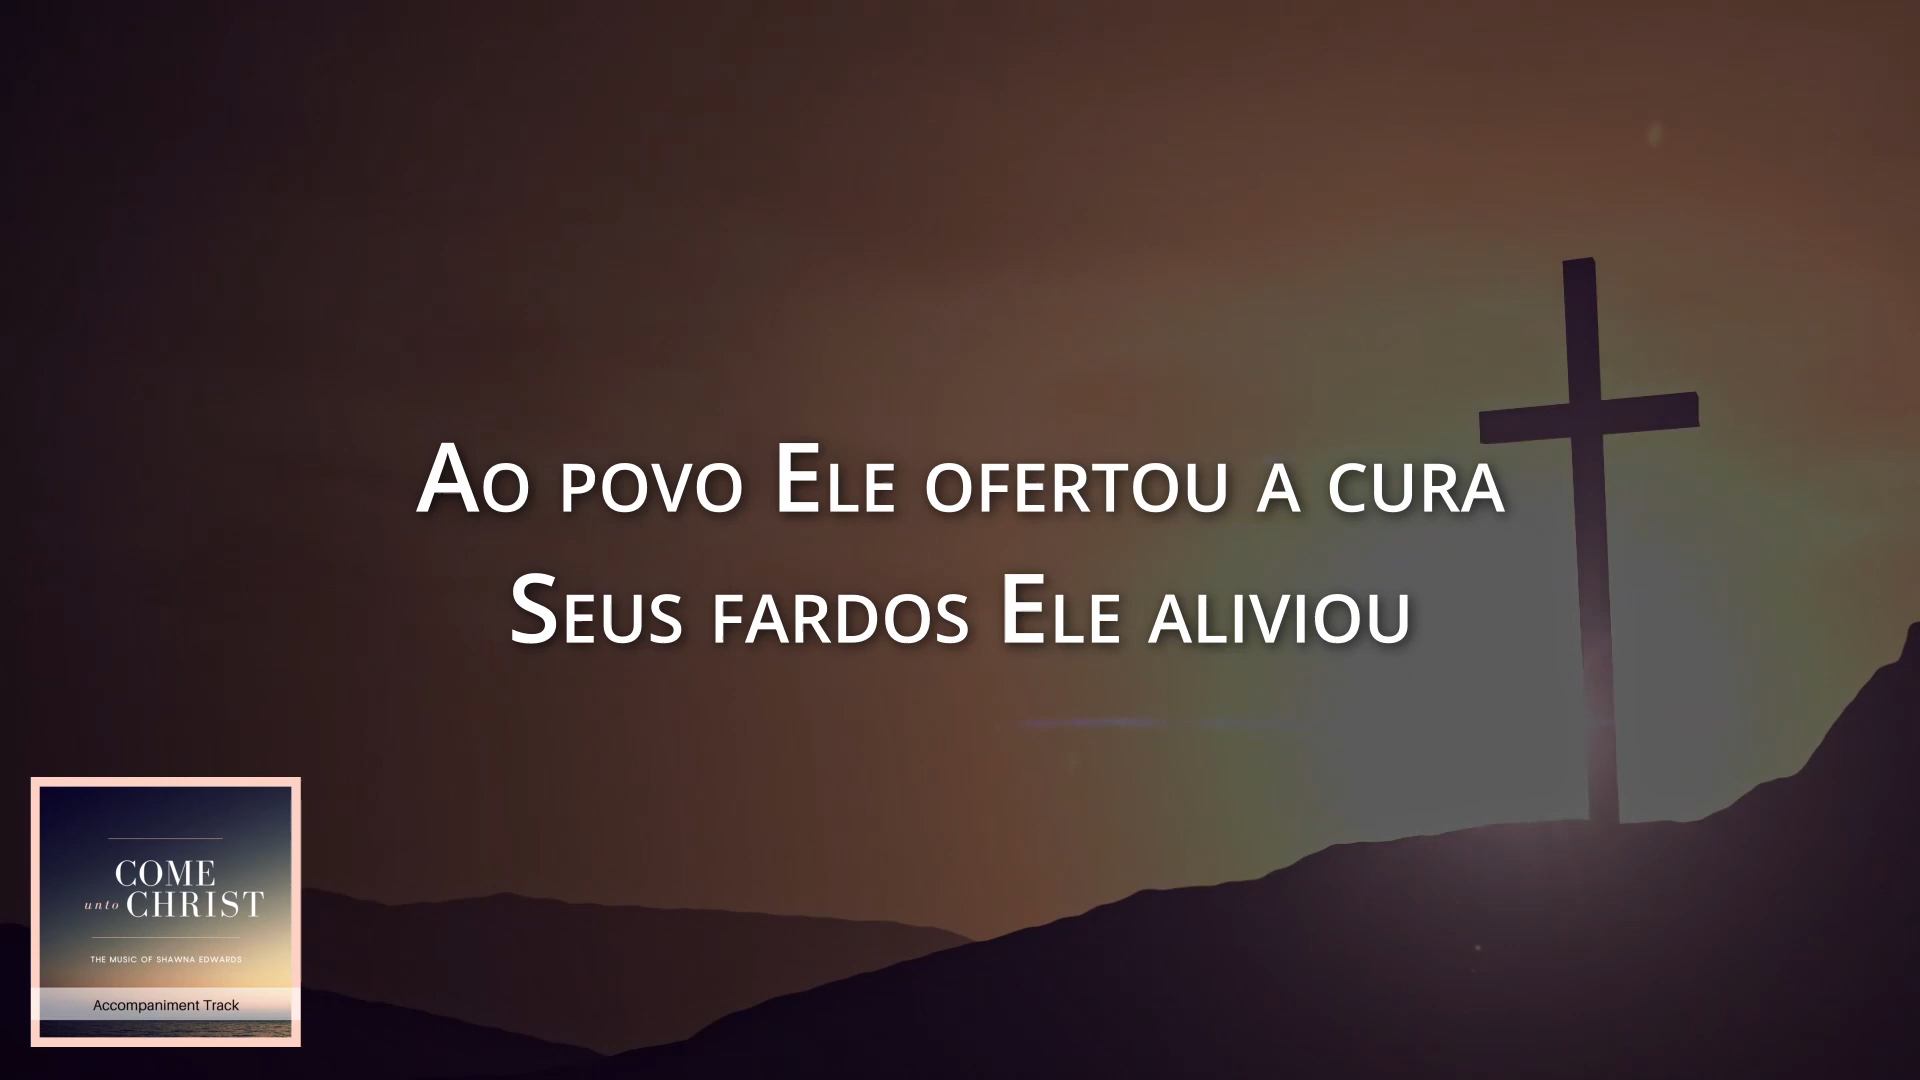 Ao povo Ele ofertou a cura
Seus fardos Ele aliviou
COME
unto CHRIST
THE MUSIC OF SHAWNA EDWARDS
Accompaniment Track